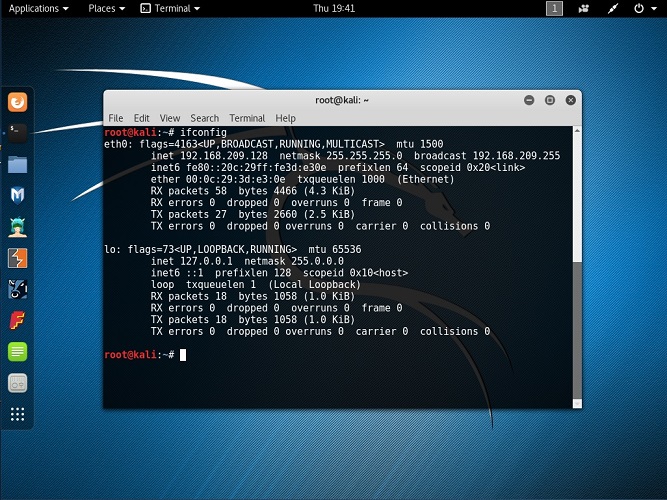 Applications Places Terminal Thu 19:41 1
root@kali: ~
File Edit View Search Terminal Help
root@kali:~# ifconfig
eth0: flags=4163<UP,BROADCAST,RUNNING,MULTICAST>  mtu 1500
        inet 192.168.209.128  netmask 255.255.255.0  broadcast 192.168.209.255
        inet6 fe80::20c:29ff:fe3d:e30e  prefixlen 64  scopeid 0x20<link>
        ether 00:0c:29:3d:e3:0e  txqueuelen 1000  (Ethernet)
        RX packets 58  bytes 4466 (4.3 KiB)
        RX errors 0  dropped 0  overruns 0  frame 0
        TX packets 27  bytes 2660 (2.5 KiB)
        TX errors 0  dropped 0 overruns 0  carrier 0  collisions 0
lo: flags=73<UP,LOOPBACK,RUNNING>  mtu 65536
        inet 127.0.0.1  netmask 255.0.0.0
        inet6 ::1  prefixlen 128  scopeid 0x10<host>
        loop  txqueuelen 1  (Local Loopback)
        RX packets 18  bytes 1058 (1.0 KiB)
        RX errors 0  dropped 0  overruns 0  frame 0
        TX packets 18  bytes 1058 (1.0 KiB)
        TX errors 0  dropped 0 overruns 0  carrier 0  collisions 0
root@kali:~#